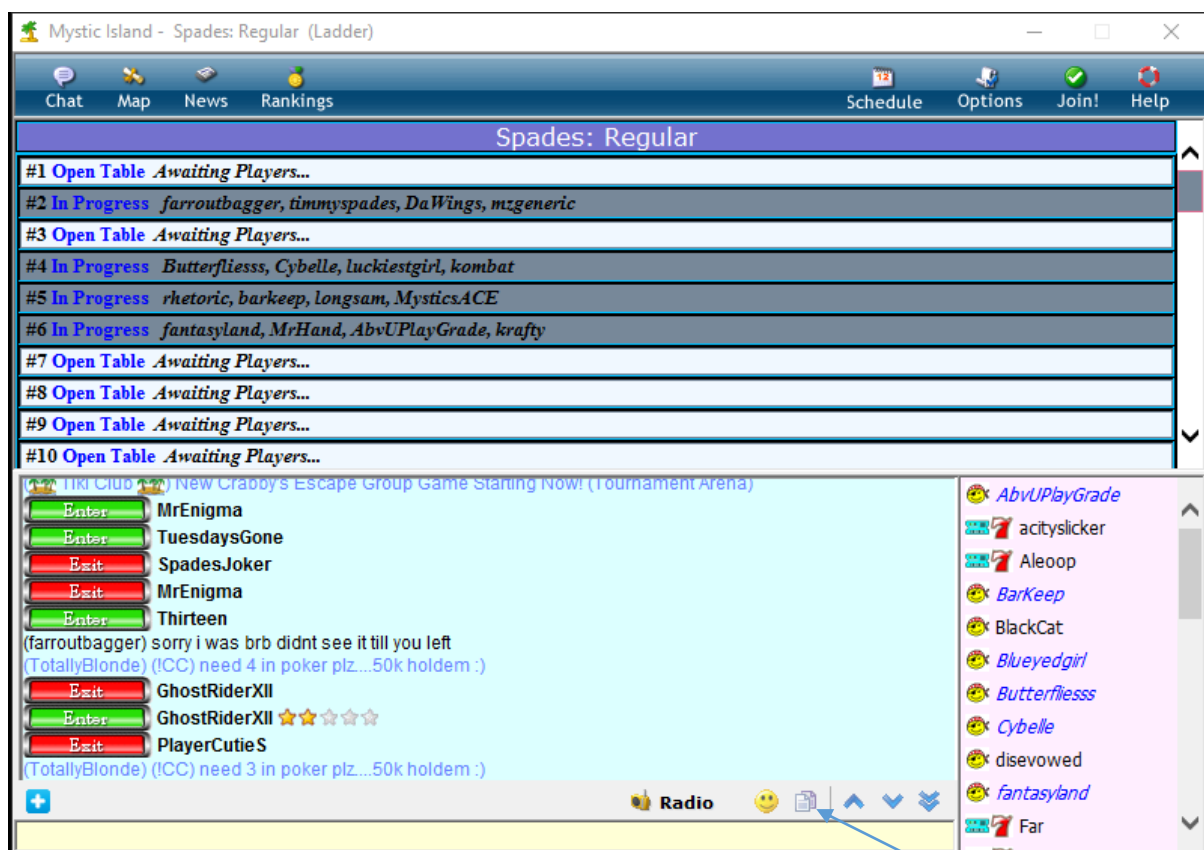 Mystic Island - Spades: Regular (Ladder)
Chat Map News Rankings Schedule Options Join! Help
12
Spades: Regular
#1 Open Table Awaiting Players...
#2 In Progress farroutbagger, timmyspades, DaWings, mzgeneric
#3 Open Table Awaiting Players...
#4 In Progress Butterfliesss, Cybelle, luckiestgirl, kombat
#5 In Progress rhetoric, barkeep, longsam, MysticsACE
#6 In Progress fantasyland, MrHand, AbvUPlayGrade, krafty
#7 Open Table Awaiting Players...
#8 Open Table Awaiting Players...
#9 Open Table Awaiting Players...
#10 Open Table Awaiting Players...
(Tiki Club) New Crabby's Escape Group Game Starting Now! (Tournament Arena)
Enter MrEnigma
Enter TuesdaysGone
Exit SpadesJoker
Exit MrEnigma
Enter Thirteen
(farroutbagger) sorry i was brb didnt see it till you left
(TotallyBlonde) (!CC) need 4 in poker plz....50k holdem :)
Exit GhostRiderXII
Enter GhostRiderXII
Exit PlayerCutieS
(TotallyBlonde) (!CC) need 3 in poker plz....50k holdem :)
Radio
AbvUPlayGrade
acityslicker
Aleoop
BarKeep
BlackCat
Blueyedgirl
Butterfliesss
Cybelle
disevowed
fantasyland
Far